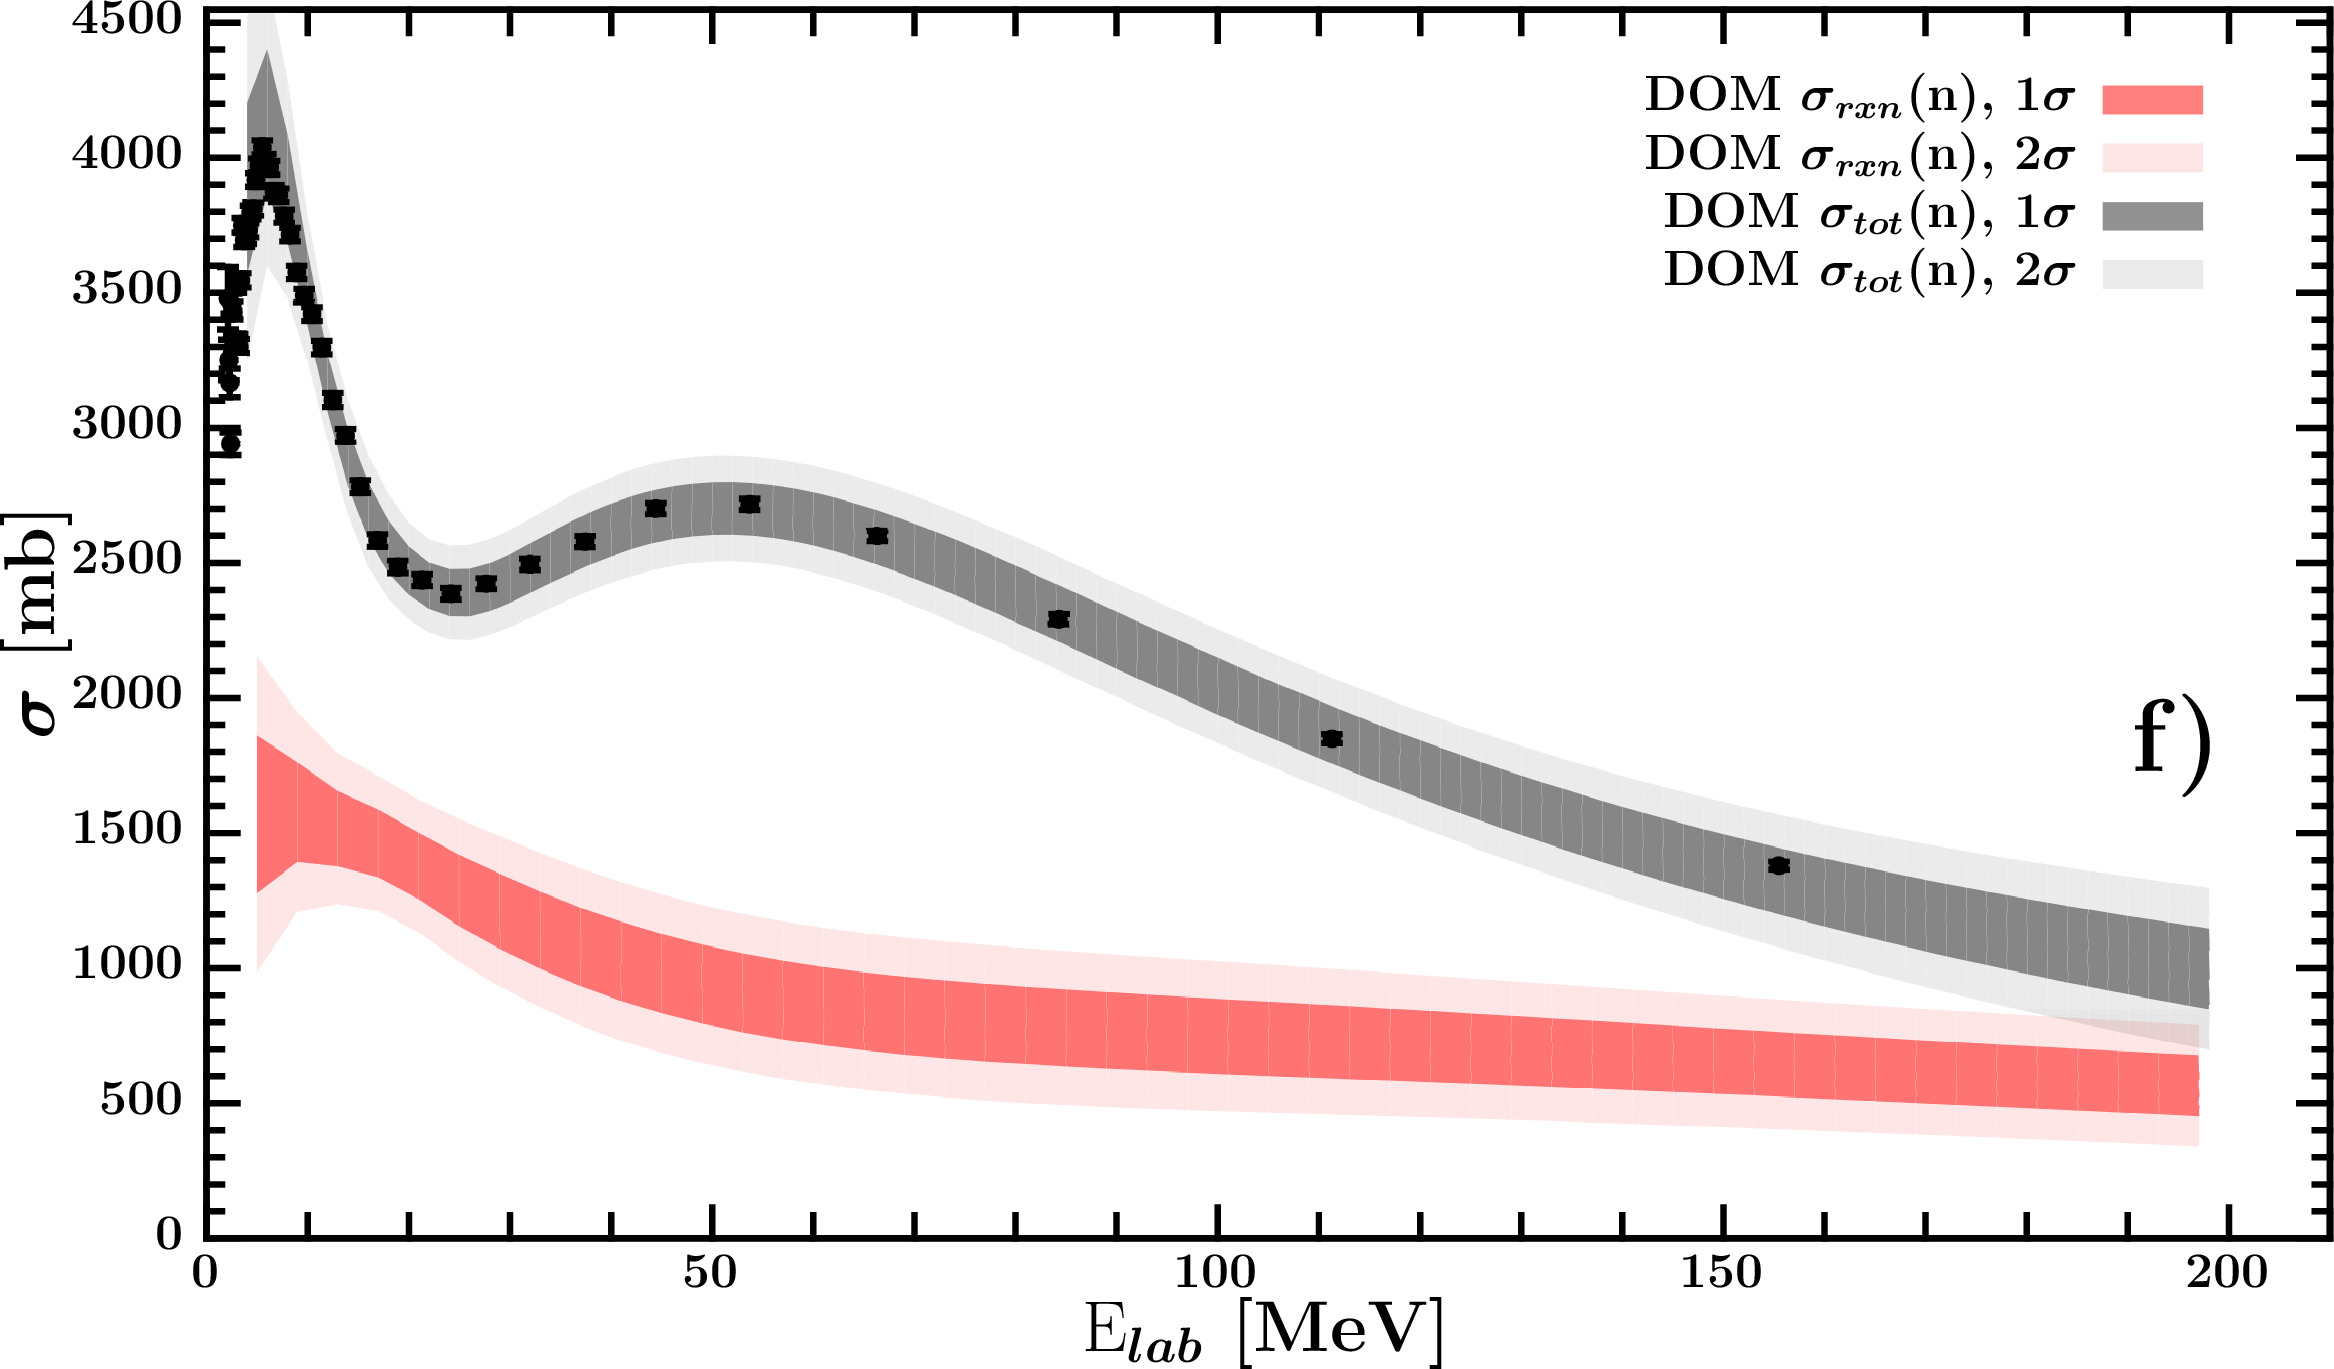 4500
4000
3500
3000
2500
2000
1500
1000
500
0
0 50 100 150 200
σ [mb]
E_lab [MeV]
DOM σ_rxn(n), 1σ
DOM σ_rxn(n), 2σ
DOM σ_tot(n), 1σ
DOM σ_tot(n), 2σ
f)